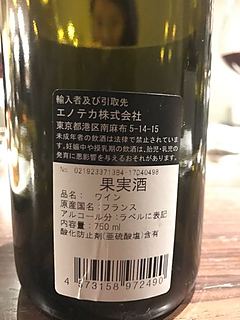 輸入者及び引取先
エノテカ株式会社
東京都港区南麻布 5-14-15
未成年者の飲酒は法律で禁止されています。
妊娠中や授乳期の飲酒は、胎児・乳児の
発育に悪影響を与えるおそれがあります。
No. 021923371384-17040498
果実酒
品名： ワイン
原産国名：フランス
アルコール分：ラベルに表記
内容量：750 ml
酸化防止剤(亜硫酸塩)含有
4 573158 972490